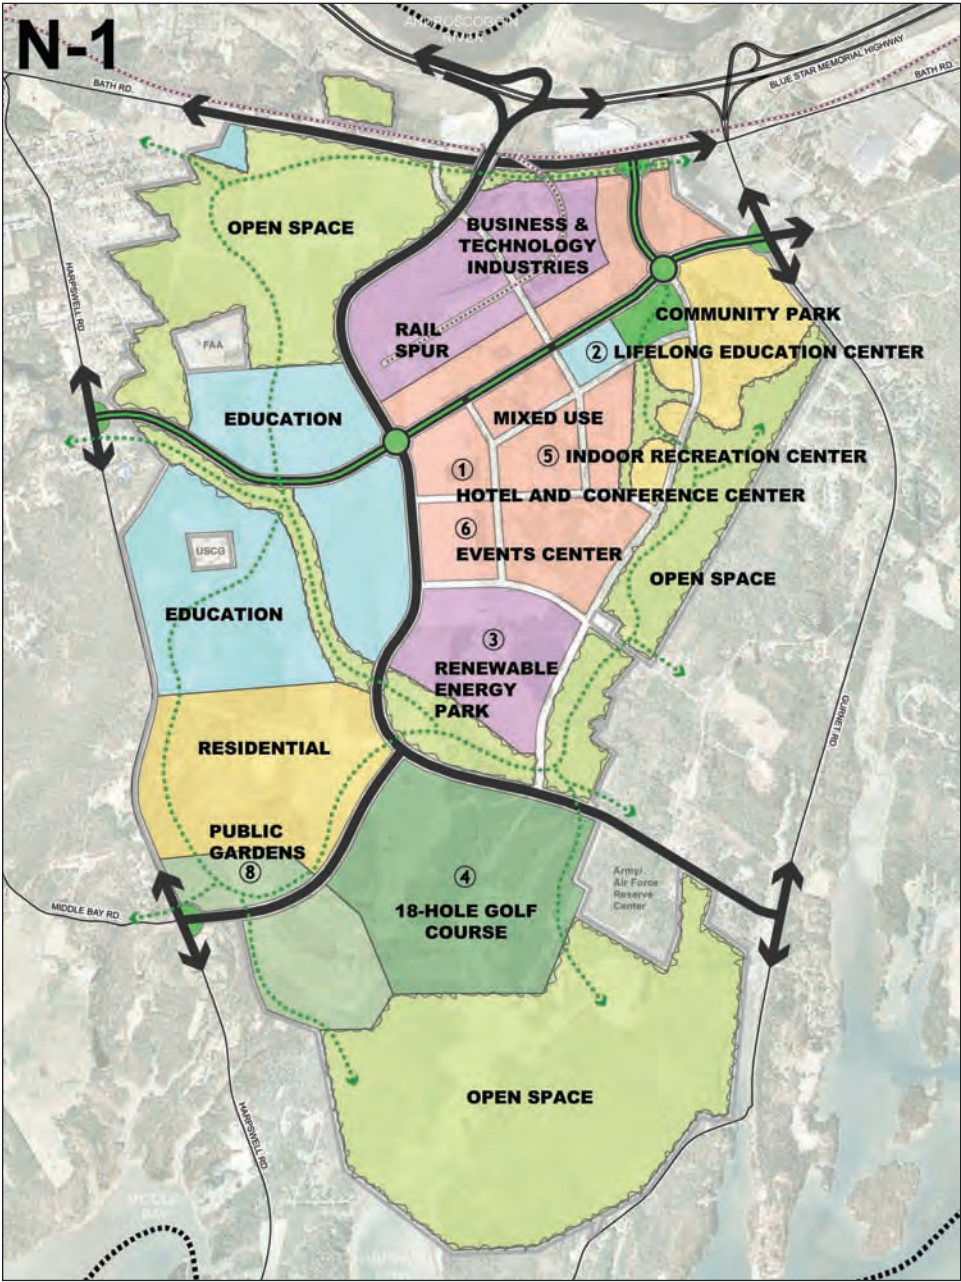 N-1
ANDROSCOGGIN
RIVER
BLUE STAR MEMORIAL HIGHWAY
BATH RD.
BATH RD.
OPEN SPACE
BUSINESS &
TECHNOLOGY
INDUSTRIES
HARPSWELL RD
RAIL
SPUR
FAA
COMMUNITY PARK
② LIFELONG EDUCATION CENTER
EDUCATION
MIXED USE
⑤ INDOOR RECREATION CENTER
①
HOTEL AND CONFERENCE CENTER
⑥
EVENTS CENTER
USCG
OPEN SPACE
EDUCATION
③
RENEWABLE
ENERGY
PARK
GURNET RD.
RESIDENTIAL
PUBLIC
GARDENS
⑧
④
18-HOLE GOLF
COURSE
Army/
Air Force
Reserve
Center
MIDDLE BAY RD.
OPEN SPACE
HARPSWELL RD.